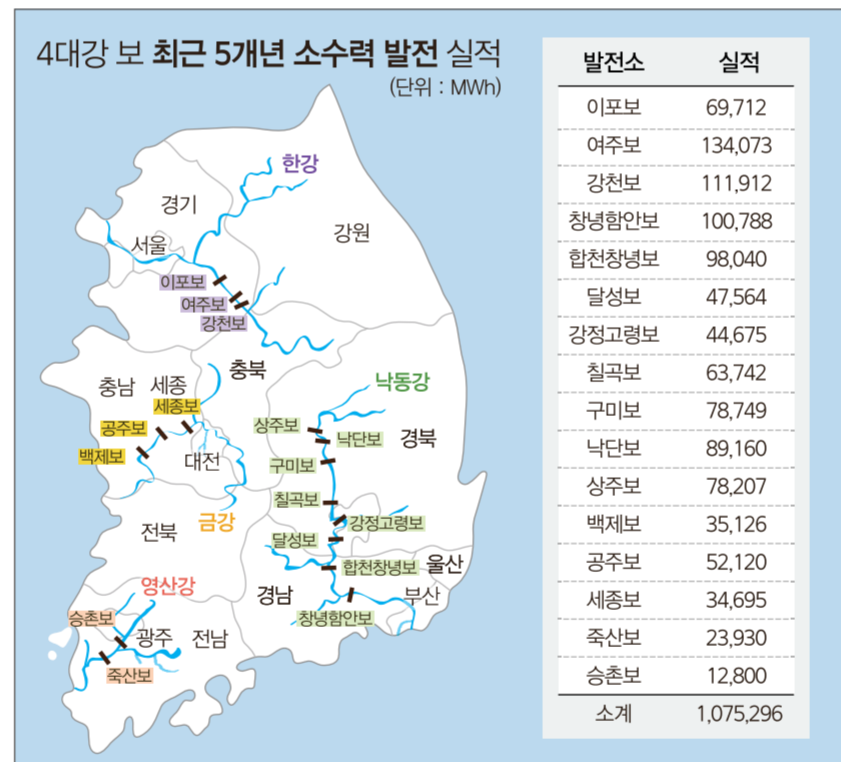 4대강 보 최근 5개년 소수력 발전 실적
(단위 : MWh)
한강
경기
서울
강원
이포보
여주보
강천보
충북
충남
세종
세종보
공주보
백제보
대전
낙동강
상주보
낙단보
경북
구미보
칠곡보
강정고령보
달성보
전북
금강
합천창녕보
울산
경남
부산
창녕함안보
영산강
승촌보
광주
전남
죽산보
발전소 실적
이포보 69,712
여주보 134,073
강천보 111,912
창녕함안보 100,788
합천창녕보 98,040
달성보 47,564
강정고령보 44,675
칠곡보 63,742
구미보 78,749
낙단보 89,160
상주보 78,207
백제보 35,126
공주보 52,120
세종보 34,695
죽산보 23,930
승촌보 12,800
소계 1,075,296